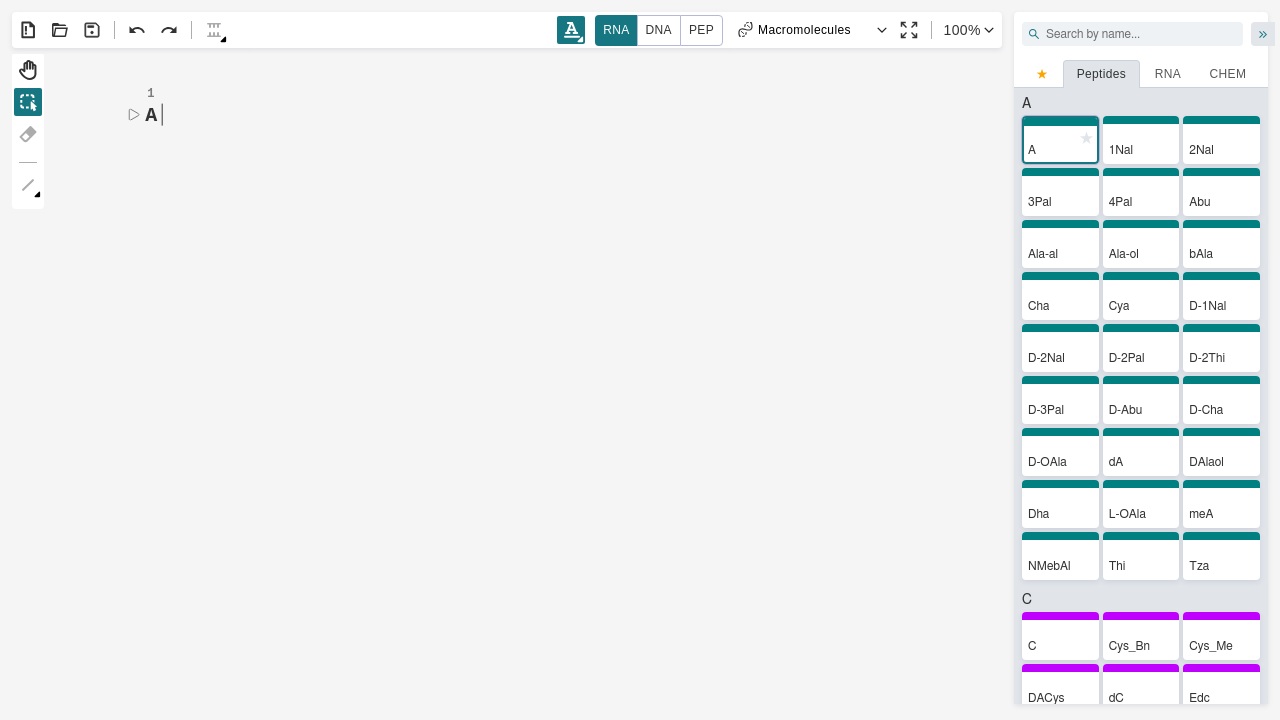 A RNA DNA PEP Macromolecules 100%
Search by name...
Peptides RNA CHEM
1
A
A
A 1Nal 2Nal
3Pal 4Pal Abu
Ala-al Ala-ol bAla
Cha Cya D-1Nal
D-2Nal D-2Pal D-2Thi
D-3Pal D-Abu D-Cha
D-OAla dA DAlaol
Dha L-OAla meA
NMebAl Thi Tza
C
C Cys_Bn Cys_Me
DACys dC Edc